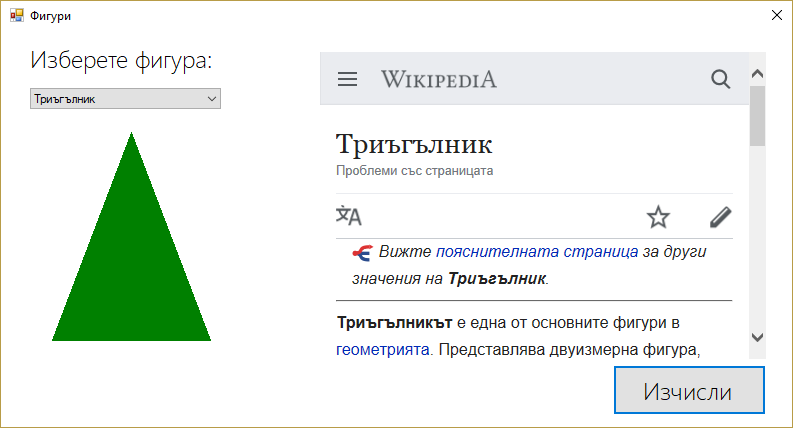 Фигури
Изберете фигура:
Триъгълник
WIKIPEDIA
Триъгълник
Проблеми със страницата
Вижте пояснителната страница за други
значения на Триъгълник.
Триъгълникът е една от основните фигури в
геометрията. Представлява двуизмерна фигура,
Изчисли